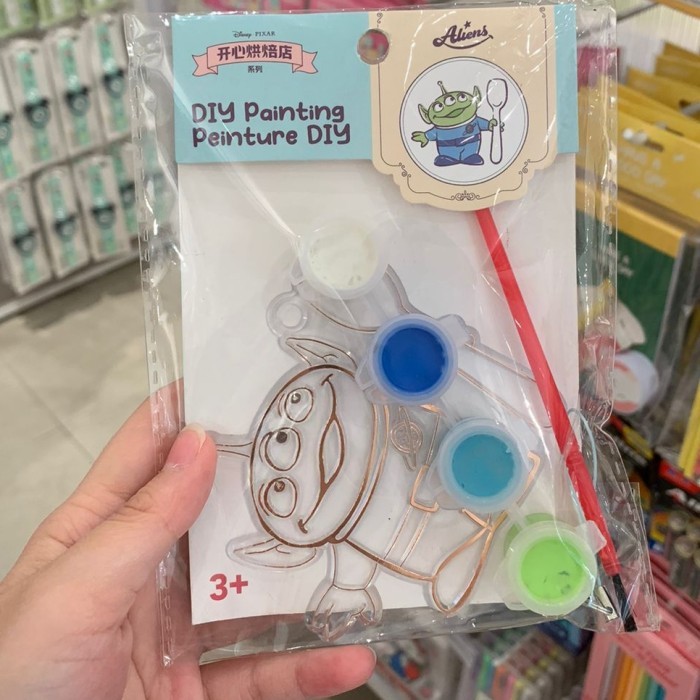 Disney · PIXAR
开心烘焙店
系列
Aliens
DIY Painting
Peinture DIY
3+